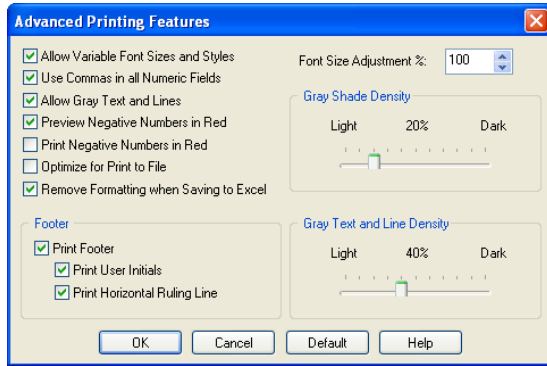 Advanced Printing Features
Allow Variable Font Sizes and Styles
Use Commas in all Numeric Fields
Allow Gray Text and Lines
Preview Negative Numbers in Red
Print Negative Numbers in Red
Optimize for Print to File
Remove Formatting when Saving to Excel
Font Size Adjustment %: 100
Gray Shade Density
Light 20% Dark
Footer
Print Footer
Print User Initials
Print Horizontal Ruling Line
Gray Text and Line Density
Light 40% Dark
OK Cancel Default Help